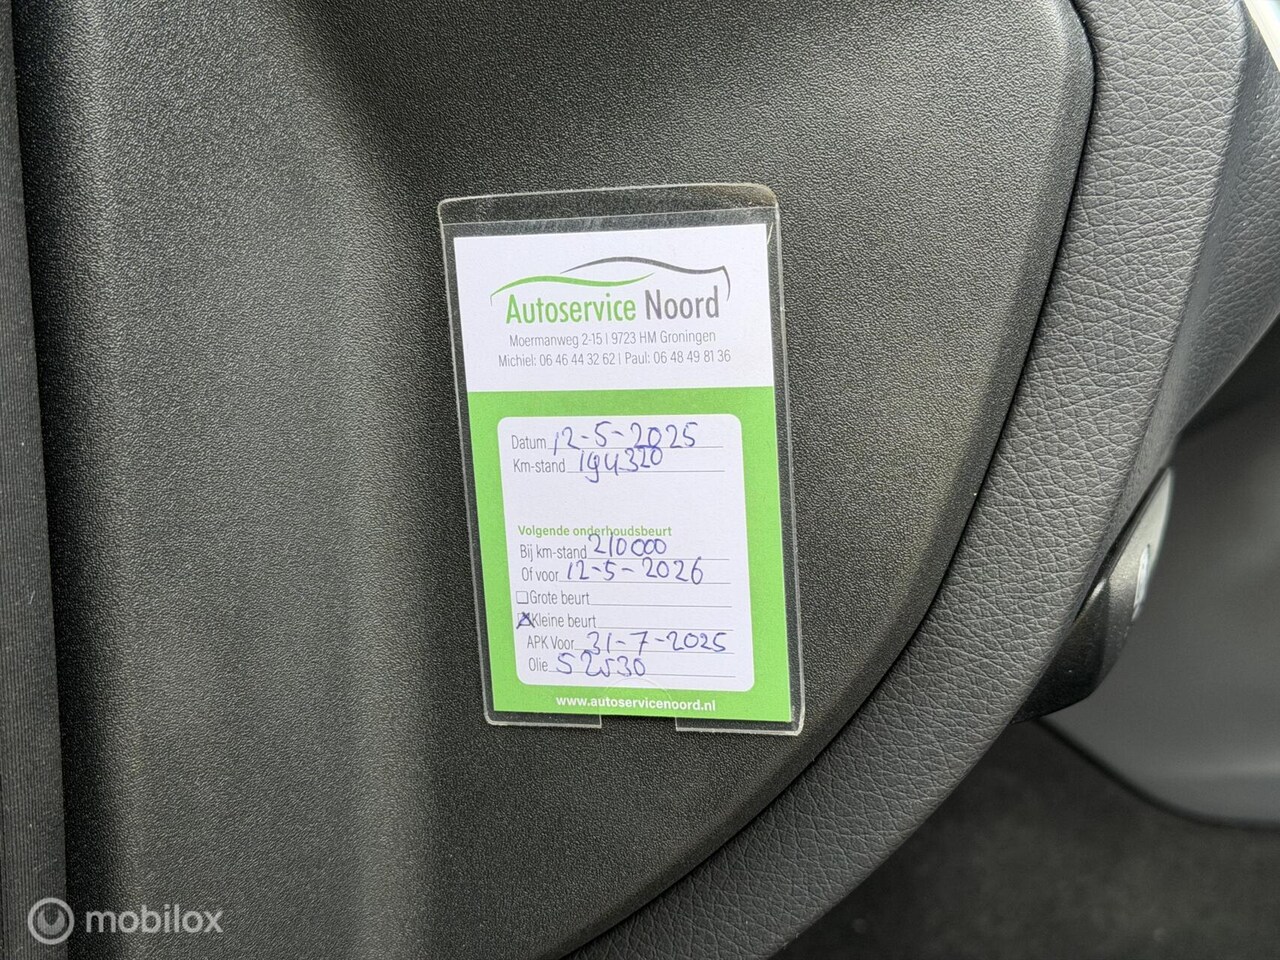 Autoservice Noord
Moermanweg 2-15 | 9723 HM Groningen
Michiel: 06 46 44 32 62 | Paul: 06 48 49 81 36
Datum 12-5-2025
Km-stand 194320
Volgende onderhoudsbeurt
Bij km-stand 210000
Of voor 12-5-2026
Grote beurt
Kleine beurt
APK Voor 31-7-2025
Olie 5W30
www.autoservicenoord.nl
mobilox